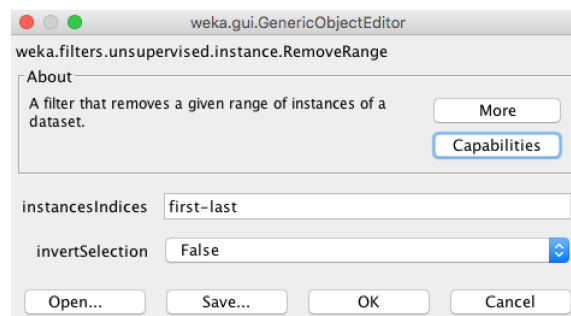 weka.gui.GenericObjectEditor
weka.filters.unsupervised.instance.RemoveRange
About
A filter that removes a given range of instances of a
dataset.
More
Capabilities
instancesIndices first-last
invertSelection False
Open... Save... OK Cancel